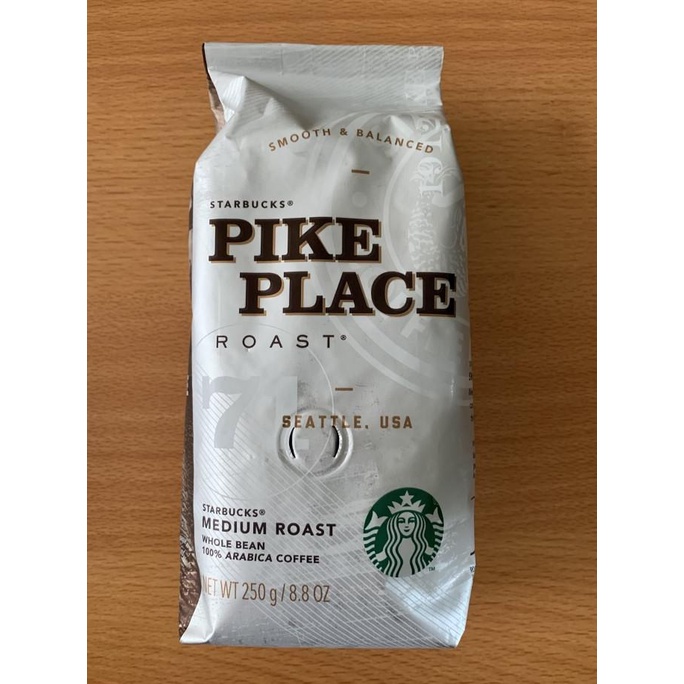 SMOOTH & BALANCED
STARBUCKS®
PIKE
PLACE
ROAST®
71
SEATTLE, USA
STARBUCKS®
MEDIUM ROAST
WHOLE BEAN
100% ARABICA COFFEE
NET WT 250 g / 8.8 OZ
TM